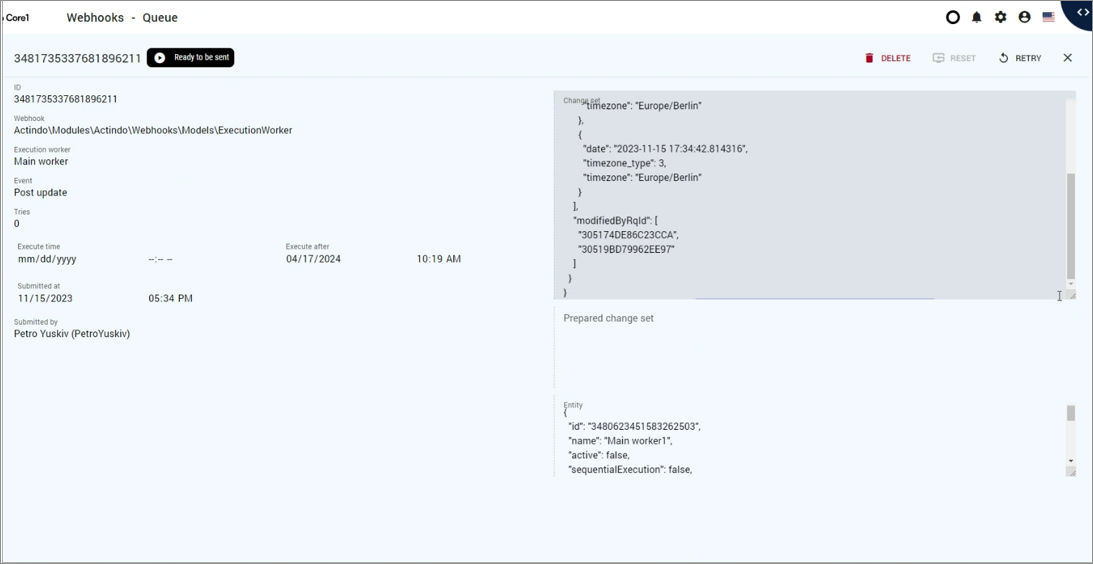 Core1
Webhooks - Queue
3481735337681896211
Ready to be sent
DELETE
RESET
RETRY
ID
3481735337681896211
Webhook
Actindo\Modules\Actindo\Webhooks\Models\ExecutionWorker
Execution worker
Main worker
Event
Post update
Tries
0
Execute time
mm/dd/yyyy --:-- --
Execute after
04/17/2024 10:19 AM
Submitted at
11/15/2023 05:34 PM
Submitted by
Petro Yuskiv (PetroYuskiv)
Change set
"timezone": "Europe/Berlin"
},
{
"date": "2023-11-15 17:34:42.814316",
"timezone_type": 3,
"timezone": "Europe/Berlin"
}
],
"modifiedByRqId": [
"305174DE86C23CCA",
"30519BD79962EE97"
]
}
}
Prepared change set
Entity
{
"id": "3480623451583262503",
"name": "Main worker1",
"active": false,
"sequentialExecution": false,